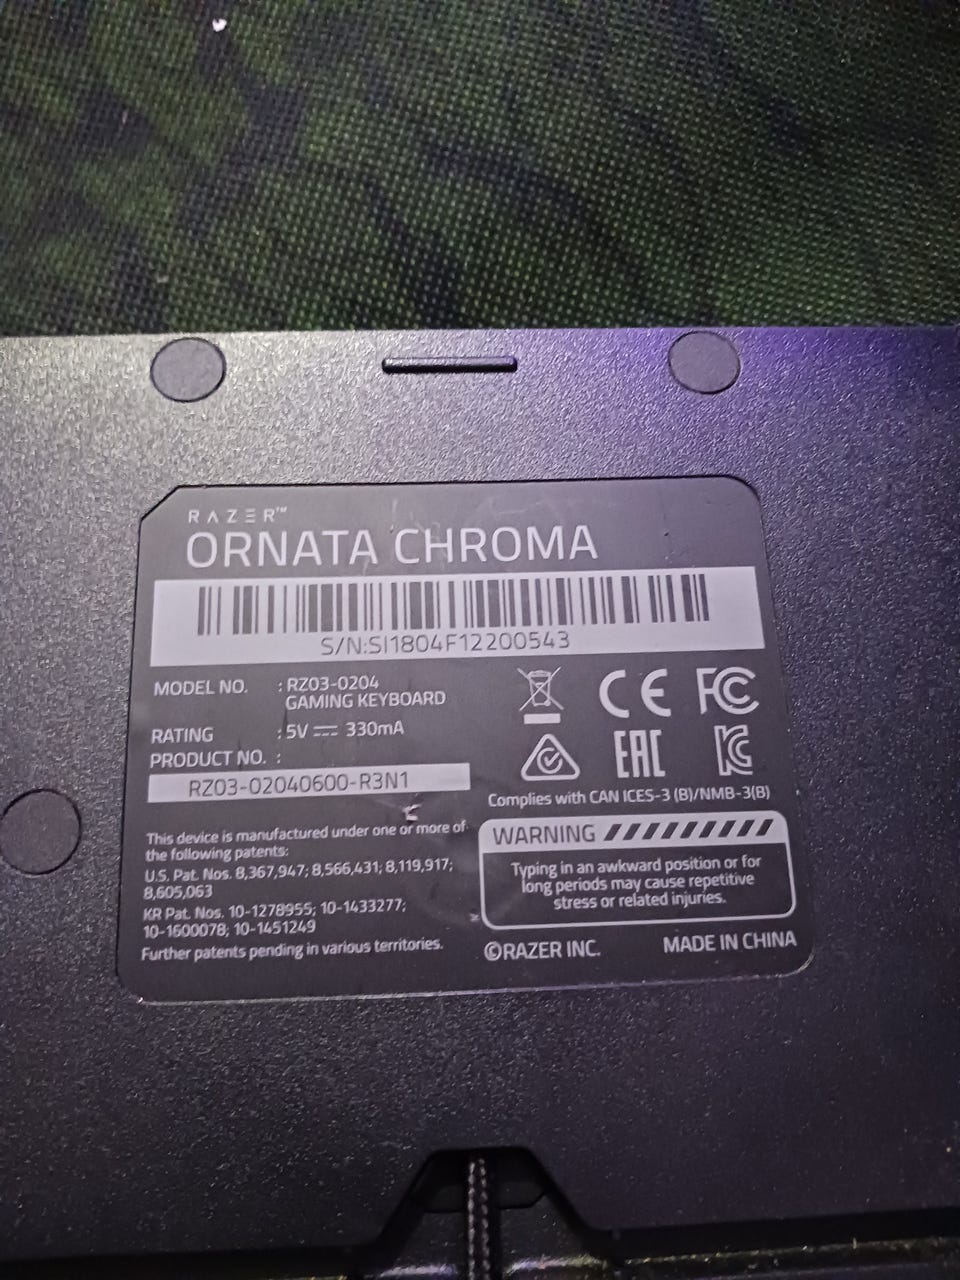 RAZER™
ORNATA CHROMA
S/N:SI1804F12200543
MODEL NO. : RZ03-0204
GAMING KEYBOARD
RATING : 5V ⎓ 330mA
PRODUCT NO. :
RZ03-02040600-R3N1
This device is manufactured under one or more of
the following patents:
U.S. Pat. Nos. 8,367,947; 8,566,431; 8,119,917;
8,605,063
KR Pat. Nos. 10-1278955; 10-1433277;
10-1600078; 10-1451249
Further patents pending in various territories.
CE FC
EAC
Complies with CAN ICES-3 (B)/NMB-3(B)
WARNING
Typing in an awkward position or for
long periods may cause repetitive
stress or related injuries.
©RAZER INC. MADE IN CHINA